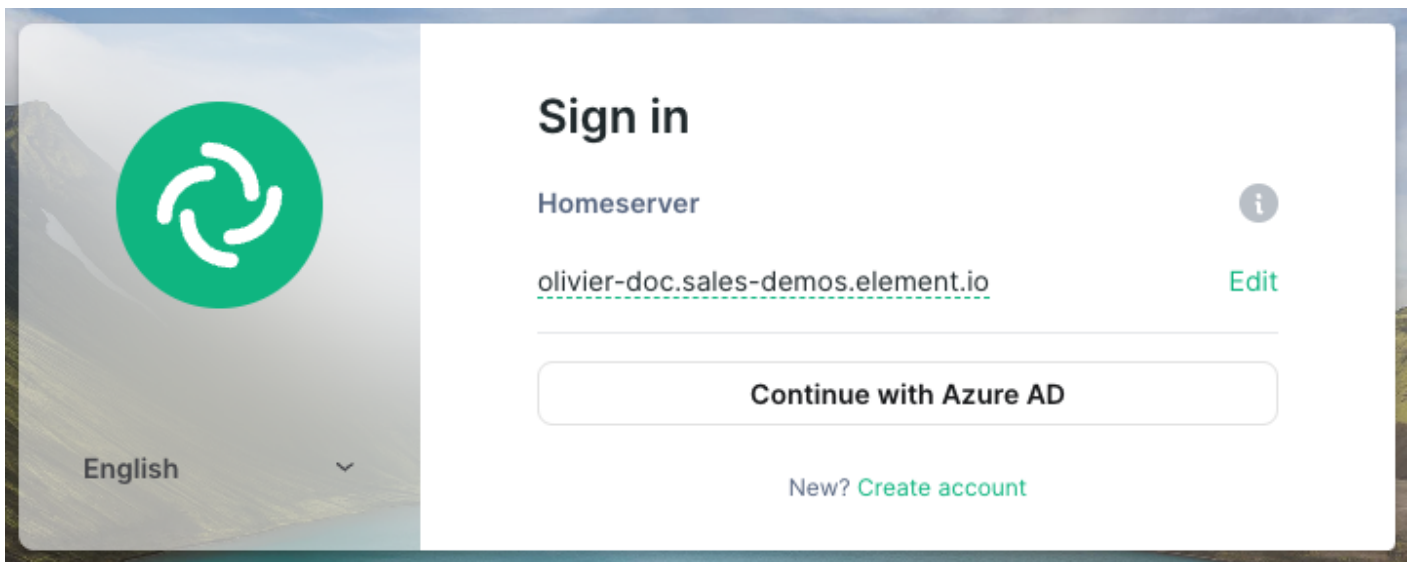 Sign in
Homeserver
olivier-doc.sales-demos.element.io Edit
Continue with Azure AD
English
New? Create account